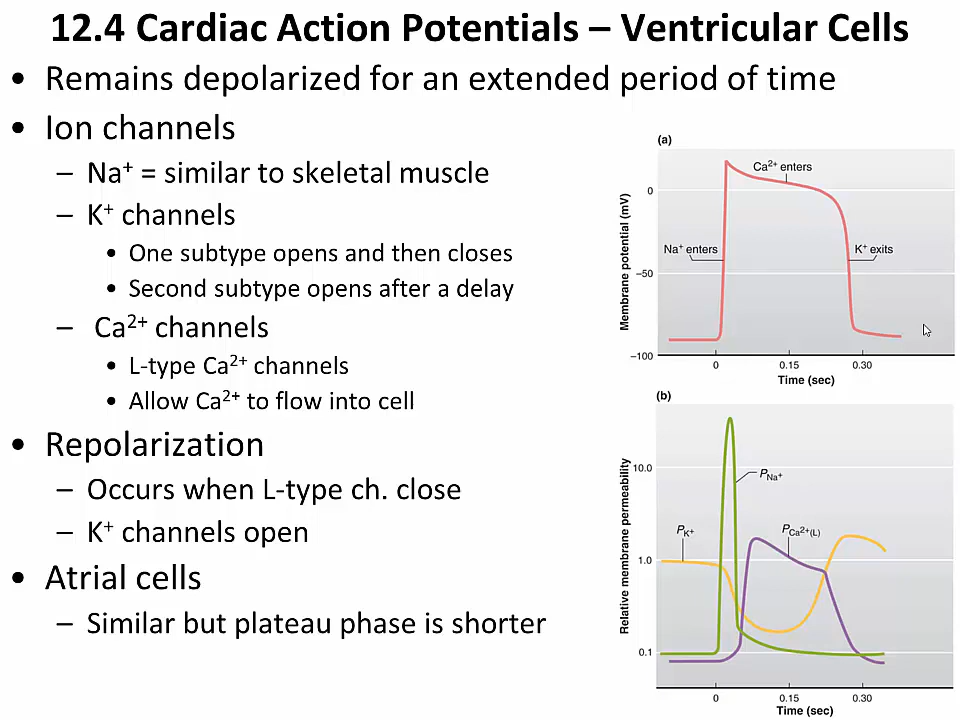 12.4 Cardiac Action Potentials – Ventricular Cells
• Remains depolarized for an extended period of time
• Ion channels
– Na⁺ = similar to skeletal muscle
– K⁺ channels
• One subtype opens and then closes
• Second subtype opens after a delay
– Ca²⁺ channels
• L-type Ca²⁺ channels
• Allow Ca²⁺ to flow into cell
• Repolarization
– Occurs when L-type ch. close
– K⁺ channels open
• Atrial cells
– Similar but plateau phase is shorter
(a)
Membrane potential (mV)
0
–50
–100
Ca²⁺ enters
Na⁺ enters
K⁺ exits
0 0.15 0.30
Time (sec)
(b)
Relative membrane permeability
10.0
1.0
0.1
P Na⁺
P K⁺
P Ca²⁺(L)
0 0.15 0.30
Time (sec)